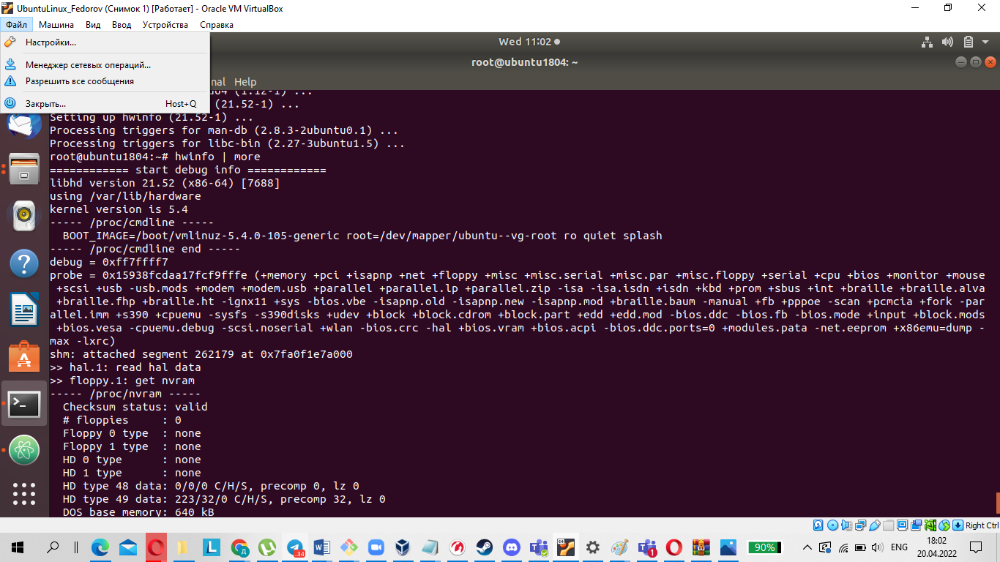 UbuntuLinux_Fedorov (Снимок 1) [Работает] - Oracle VM VirtualBox
Файл Машина Вид Ввод Устройства Справка
Настройки...
Менеджер сетевых операций...
Разрешить все сообщения
Закрыть... Host+Q
Wed 11:02
root@ubuntu1804: ~
nal Help
(1.12-1) ...
(21.52-1) ...
Setting up hwinfo (21.52-1) ...
Processing triggers for man-db (2.8.3-2ubuntu0.1) ...
Processing triggers for libc-bin (2.27-3ubuntu1.5) ...
root@ubuntu1804:~# hwinfo | more
============ start debug info ============
libhd version 21.52 (x86-64) [7688]
using /var/lib/hardware
kernel version is 5.4
----- /proc/cmdline -----
BOOT_IMAGE=/boot/vmlinuz-5.4.0-105-generic root=/dev/mapper/ubuntu--vg-root ro quiet splash
----- /proc/cmdline end -----
debug = 0xff7ffff7
probe = 0x15938fcdaa17fcf9fffe (+memory +pci +isapnp +net +floppy +misc +misc.serial +misc.par +misc.floppy +serial +cpu +bios +monitor +mouse
+scsi +usb -usb.mods +modem +modem.usb +parallel +parallel.lp +parallel.zip -isa -isa.isdn +isdn +kbd +prom +sbus +int +braille +braille.alva
+braille.fhp +braille.ht -ignx11 +sys -bios.vbe -isapnp.old -isapnp.new -isapnp.mod +braille.baum -manual +fb +pppoe -scan +pcmcia +fork -par
allel.imm +s390 +cpuemu -sysfs -s390disks +udev +block +block.cdrom +block.part +edd +edd.mod -bios.ddc -bios.fb -bios.mode +input +block.mods
+bios.vesa -cpuemu.debug -scsi.noserial +wlan -bios.crc -hal +bios.vram +bios.acpi -bios.ddc.ports=0 +modules.pata -net.eeprom +x86emu=dump -
max -lxrc)
shm: attached segment 262179 at 0x7fa0f1e7a000
>> hal.1: read hal data
>> floppy.1: get nvram
----- /proc/nvram -----
Checksum status: valid
# floppies : 0
Floppy 0 type : none
Floppy 1 type : none
HD 0 type : none
HD 1 type : none
HD type 48 data: 0/0/0 C/H/S, precomp 0, lz 0
HD type 49 data: 223/32/0 C/H/S, precomp 32, lz 0
DOS base memory: 640 kB
Right Ctrl
34
1
90%
ENG
18:02
20.04.2022